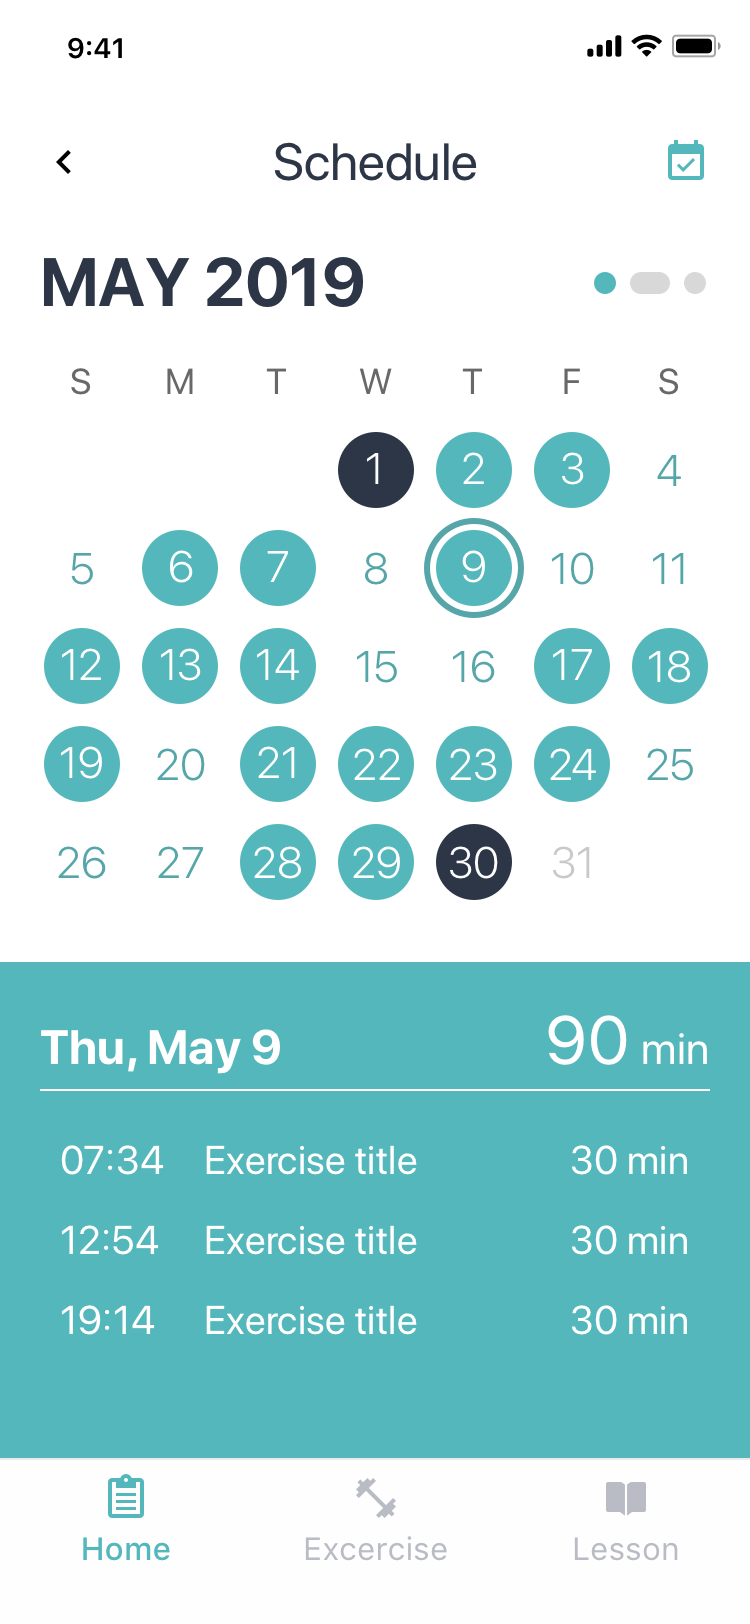 9:41
Schedule
MAY 2019
S M T W T F S
1 2 3 4
5 6 7 8 9 10 11
12 13 14 15 16 17 18
19 20 21 22 23 24 25
26 27 28 29 30 31
Thu, May 9 90 min
07:34 Exercise title 30 min
12:54 Exercise title 30 min
19:14 Exercise title 30 min
Home Excercise Lesson